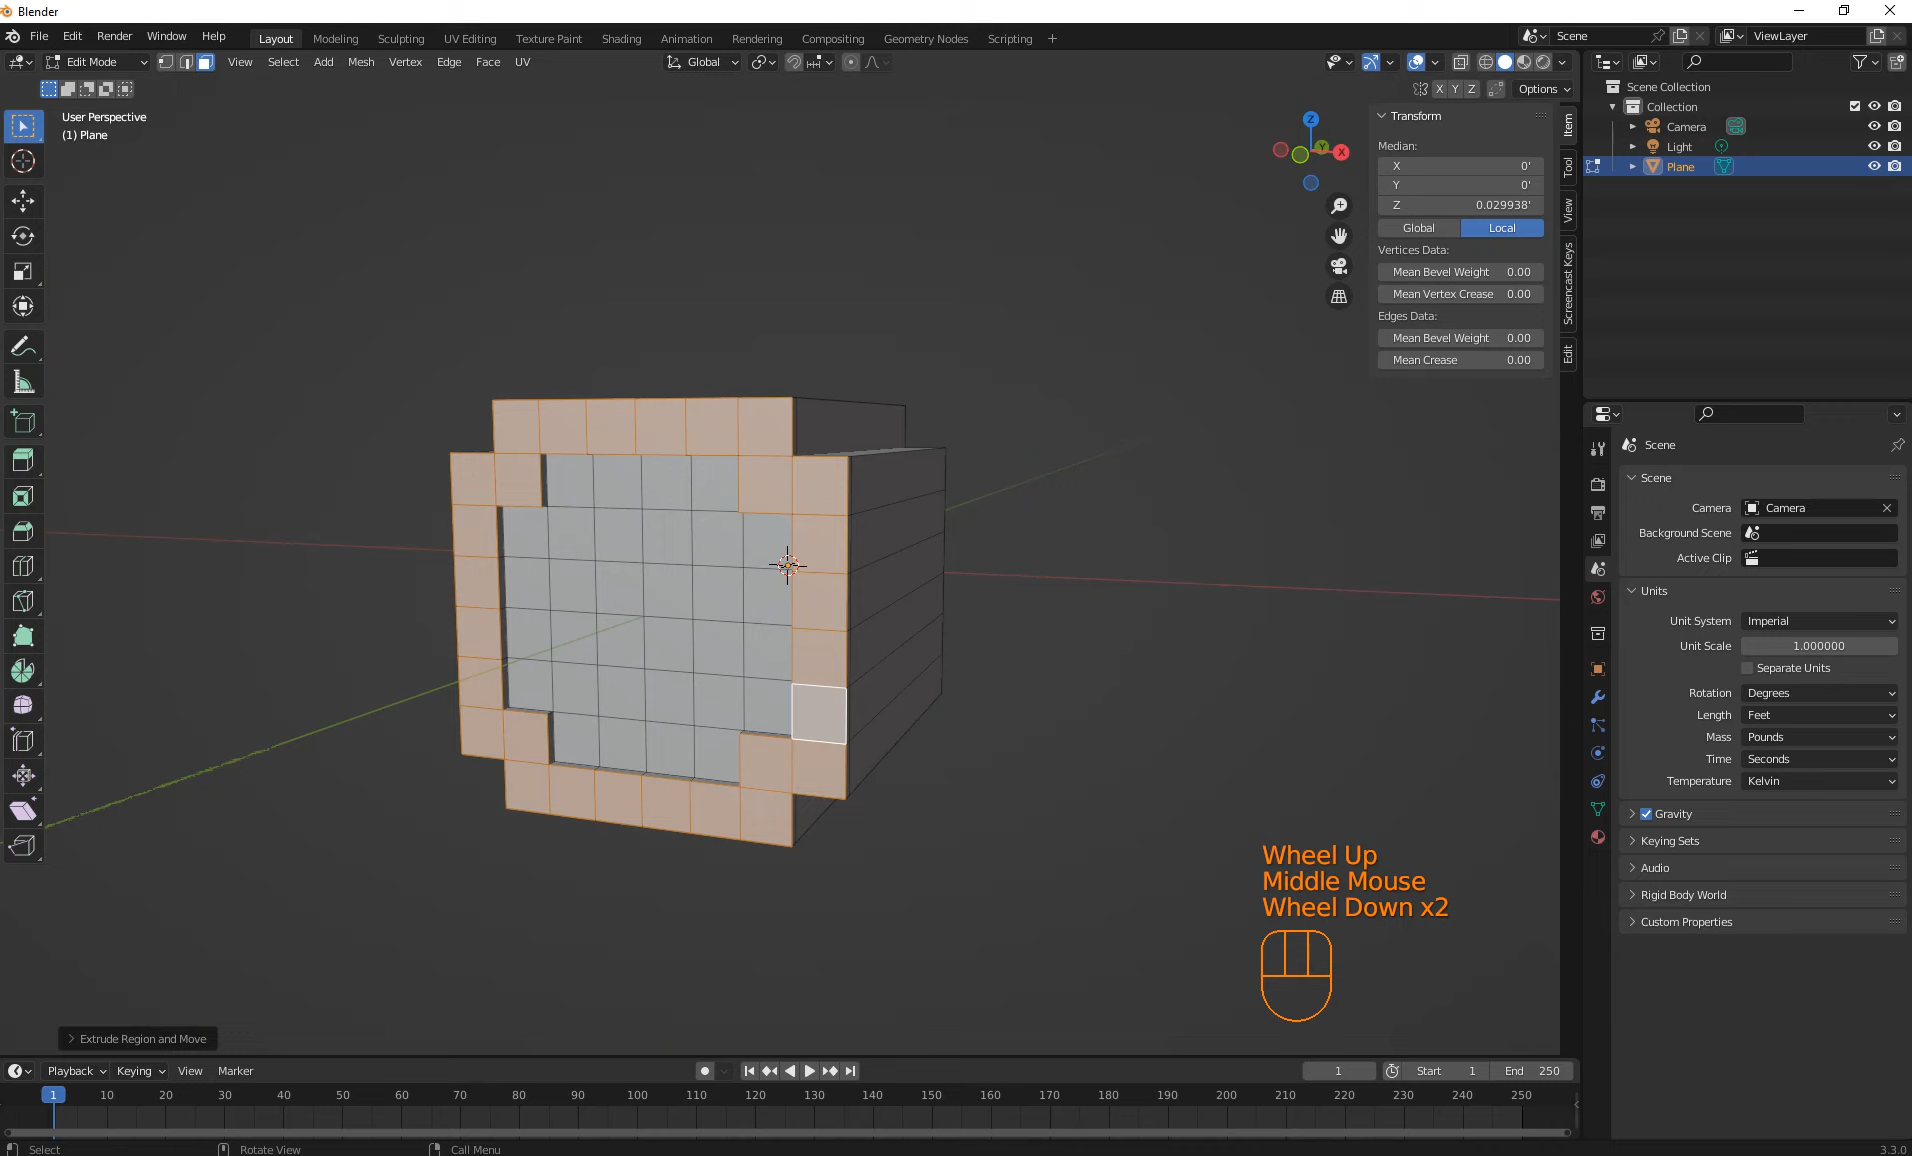 Blender
File Edit Render Window Help Layout Modeling Sculpting UV Editing Texture Paint Shading Animation Rendering Compositing Geometry Nodes Scripting + Scene ViewLayer
Edit Mode View Select Add Mesh Vertex Edge Face UV Global
X Y Z Options
User Perspective
(1) Plane
Z
Y
X
Transform
Median:
X 0'
Y 0'
Z 0.029938'
Global Local
Vertices Data:
Mean Bevel Weight 0.00
Mean Vertex Crease 0.00
Edges Data:
Mean Bevel Weight 0.00
Mean Crease 0.00
Item
Tool
View
Screencast Keys
Edit
Scene Collection
Collection
Camera
Light
Plane
Scene
Scene
Camera Camera
Background Scene
Active Clip
Units
Unit System Imperial
Unit Scale 1.000000
Separate Units
Rotation Degrees
Length Feet
Mass Pounds
Time Seconds
Temperature Kelvin
Gravity
Keying Sets
Audio
Rigid Body World
Custom Properties
Wheel Up
Middle Mouse
Wheel Down x2
Extrude Region and Move
Playback Keying View Marker 1 Start 1 End 250
1 10 20 30 40 50 60 70 80 90 100 110 120 130 140 150 160 170 180 190 200 210 220 230 240 250
Select Rotate View Call Menu 3.3.0